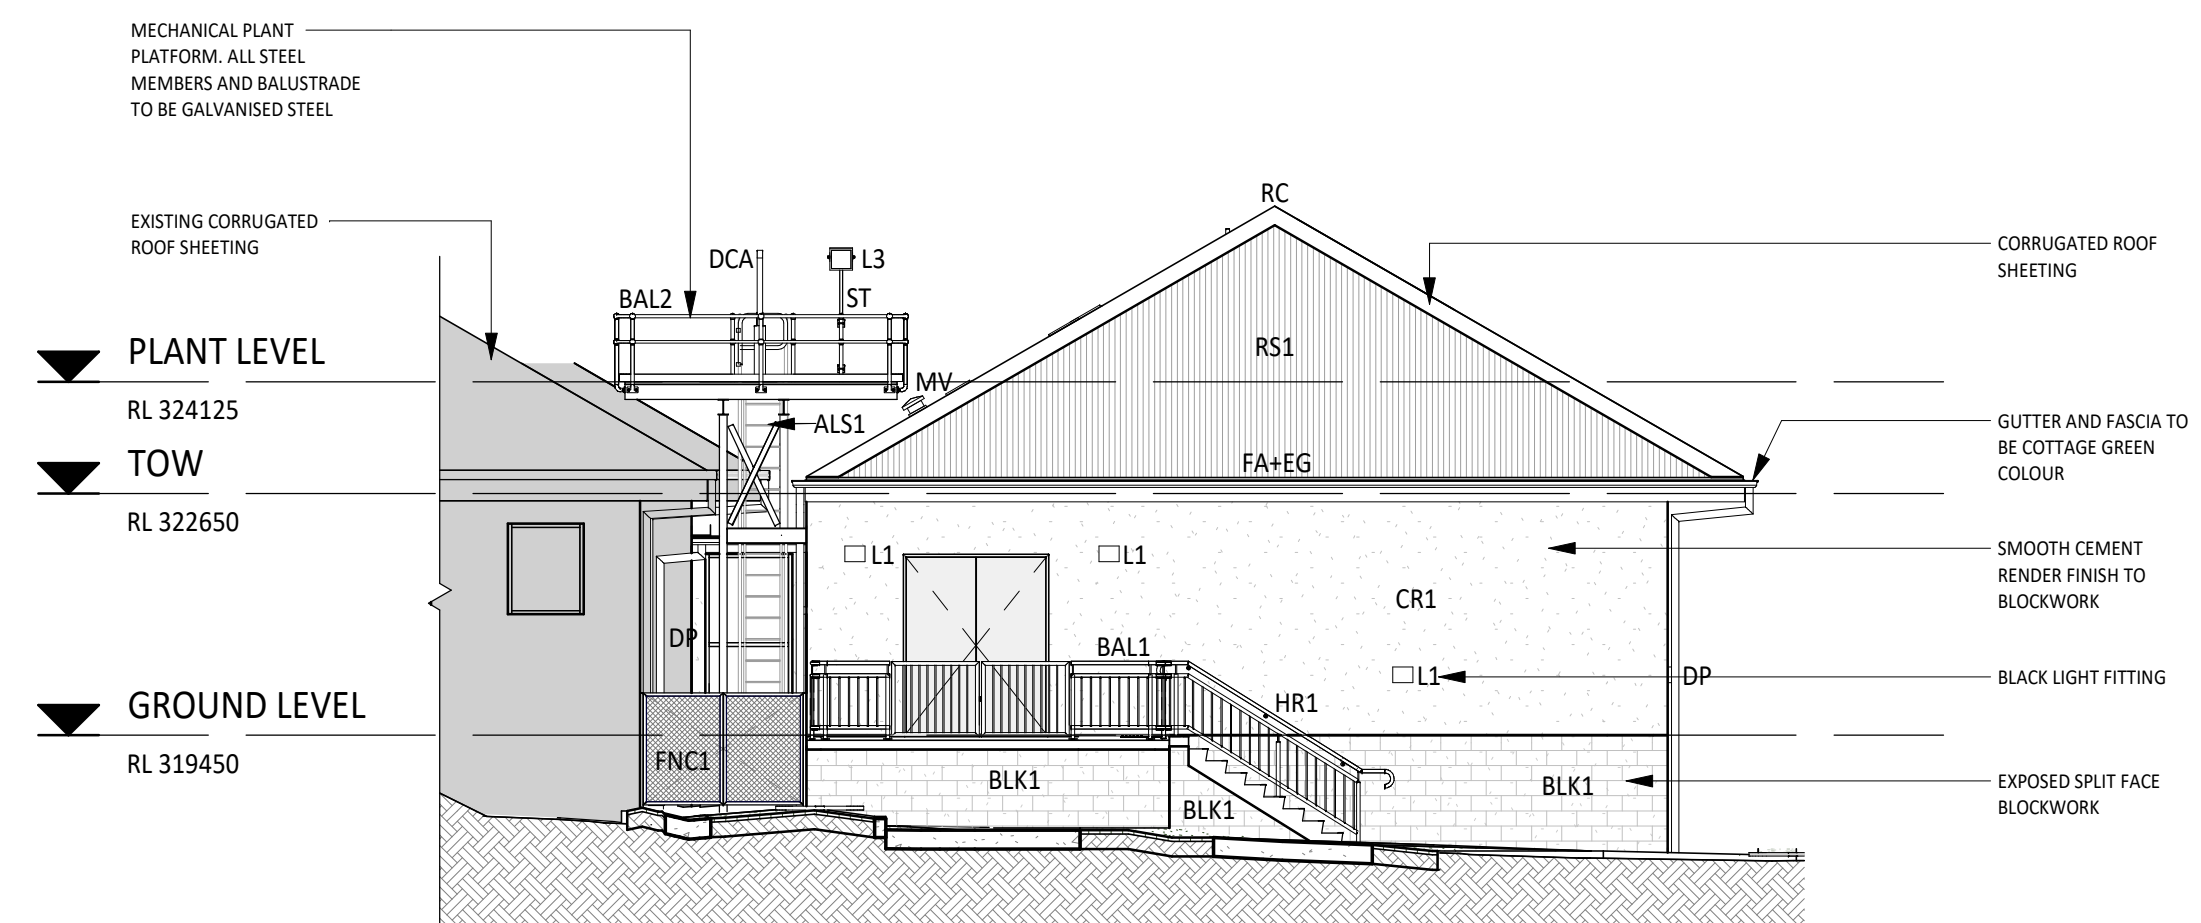 MECHANICAL PLANT
PLATFORM. ALL STEEL
MEMBERS AND BALUSTRADE
TO BE GALVANISED STEEL
EXISTING CORRUGATED
ROOF SHEETING
PLANT LEVEL
RL 324125
TOW
RL 322650
GROUND LEVEL
RL 319450
RC
DCA
L3
BAL2
ST
RS1
MV
ALS1
FA+EG
L1
L1
CR1
DP
BAL1
L1
DP
HR1
FNC1
BLK1
BLK1
BLK1
CORRUGATED ROOF
SHEETING
GUTTER AND FASCIA TO
BE COTTAGE GREEN
COLOUR
SMOOTH CEMENT
RENDER FINISH TO
BLOCKWORK
BLACK LIGHT FITTING
EXPOSED SPLIT FACE
BLOCKWORK